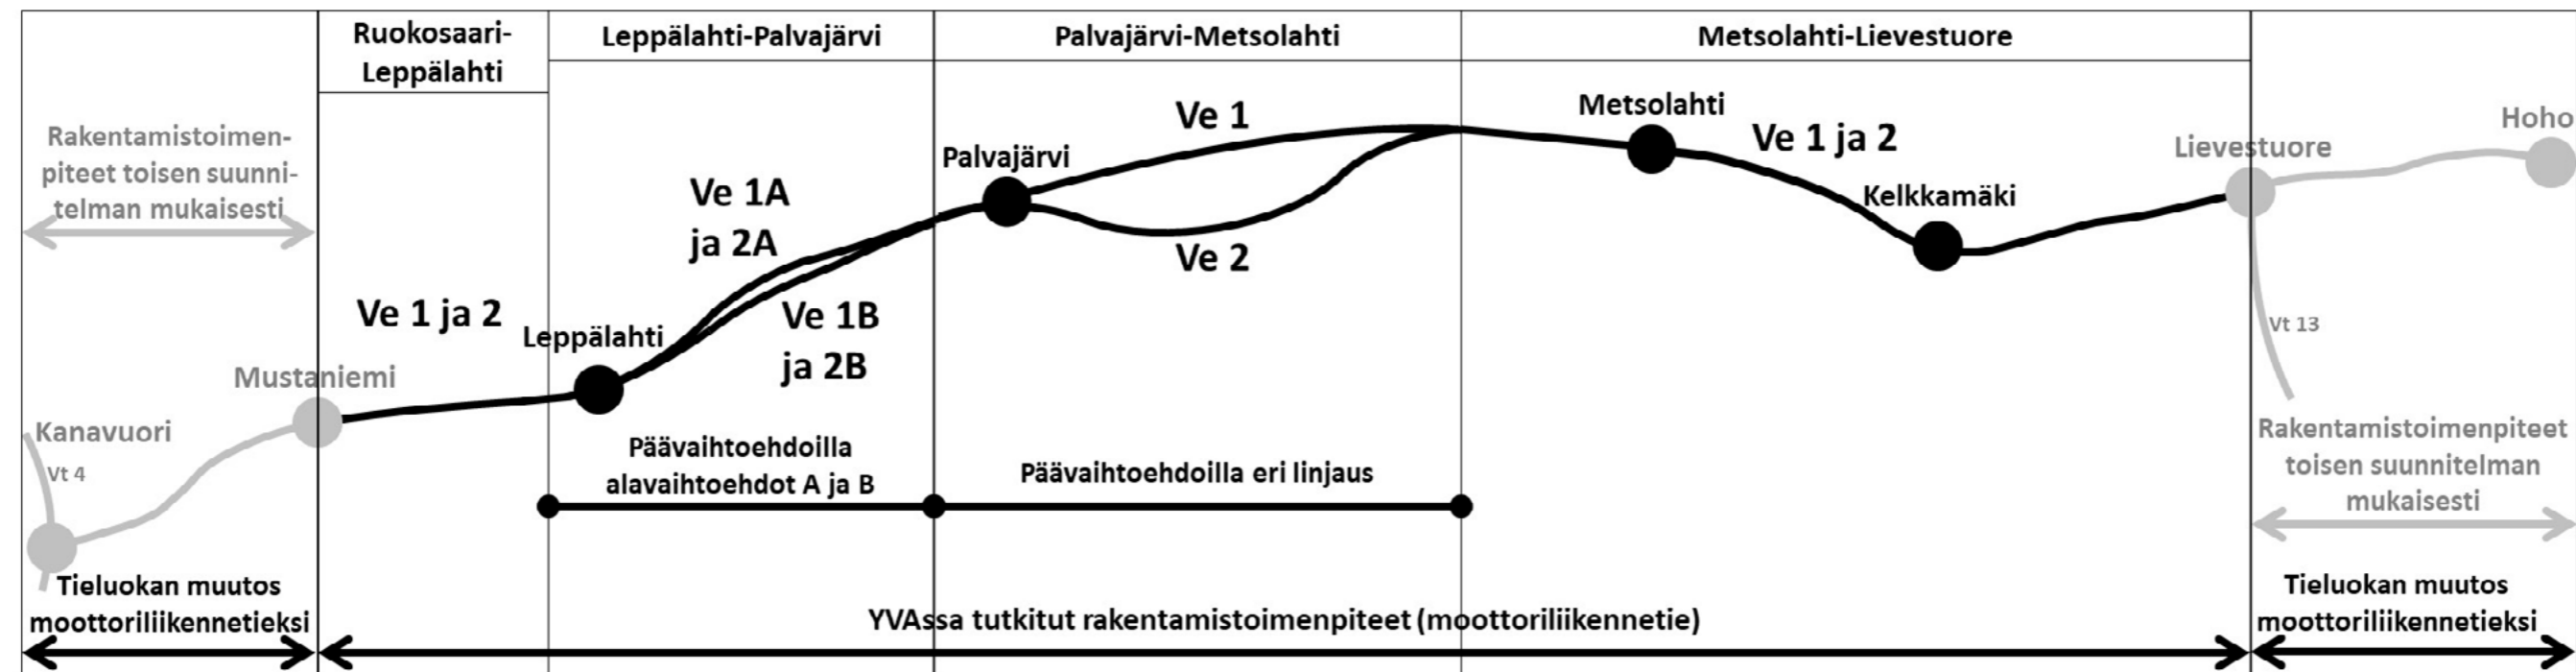 Ruokosaari-
Leppälahti
Leppälahti-Palvajärvi
Palvajärvi-Metsolahti
Metsolahti-Lievestuore
Rakentamistoimen-
piteet toisen suunni-
telman mukaisesti
Kanavuori
Vt 4
Mustaniemi
Ve 1 ja 2
Leppälahti
Ve 1A
ja 2A
Ve 1B
ja 2B
Palvajärvi
Ve 1
Ve 2
Metsolahti
Ve 1 ja 2
Kelkkamäki
Lievestuore
Hoho
Vt 13
Päävaihtoehdoilla
alavaihtoehdot A ja B
Päävaihtoehdoilla eri linjaus
Rakentamistoimenpiteet
toisen suunnitelman
mukaisesti
Tieluokan muutos
moottoriliikennetieksi
YVAssa tutkitut rakentamistoimenpiteet (moottoriliikennetie)
Tieluokan muutos
moottoriliikennetieksi